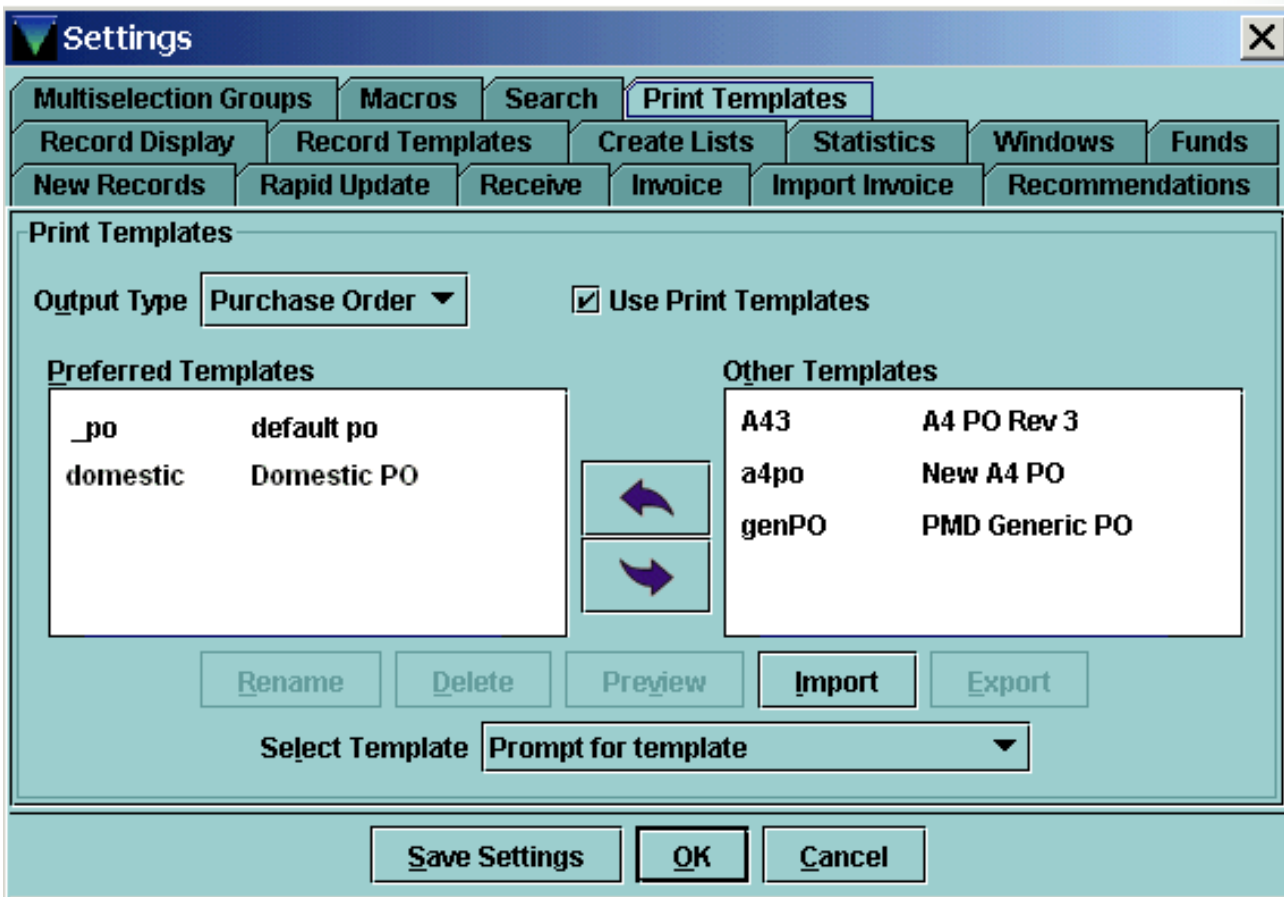 Settings
Multiselection Groups Macros Search Print Templates
Record Display Record Templates Create Lists Statistics Windows Funds
New Records Rapid Update Receive Invoice Import Invoice Recommendations
Print Templates
Output Type Purchase Order Use Print Templates
Preferred Templates Other Templates
_po default po A43 A4 PO Rev 3
domestic Domestic PO a4po New A4 PO
genPO PMD Generic PO
Rename Delete Preview Import Export
Select Template Prompt for template
Save Settings OK Cancel